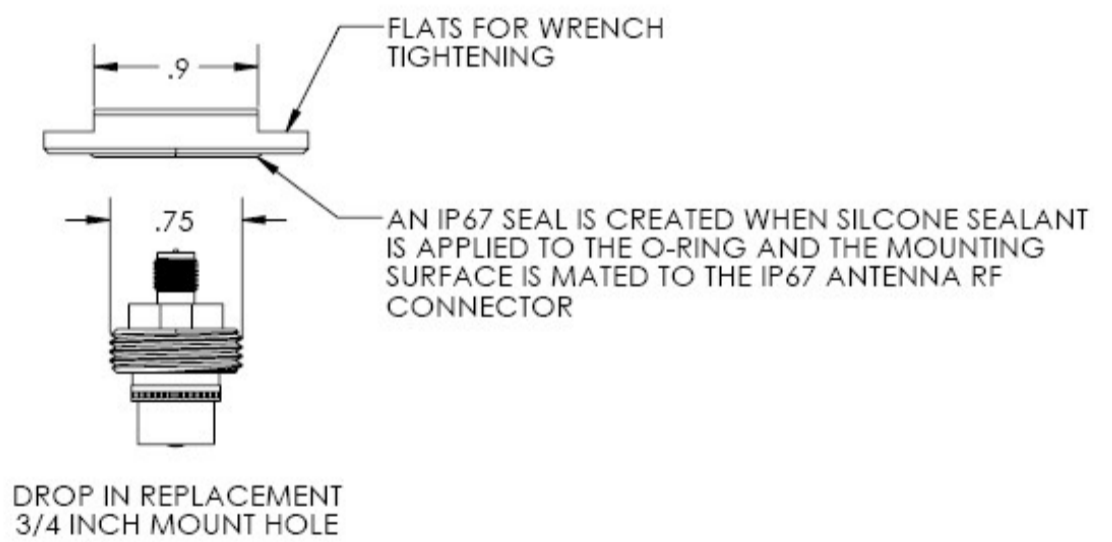 FLATS FOR WRENCH
TIGHTENING
.9
AN IP67 SEAL IS CREATED WHEN SILCONE SEALANT
IS APPLIED TO THE O-RING AND THE MOUNTING
SURFACE IS MATED TO THE IP67 ANTENNA RF
CONNECTOR
.75
DROP IN REPLACEMENT
3/4 INCH MOUNT HOLE